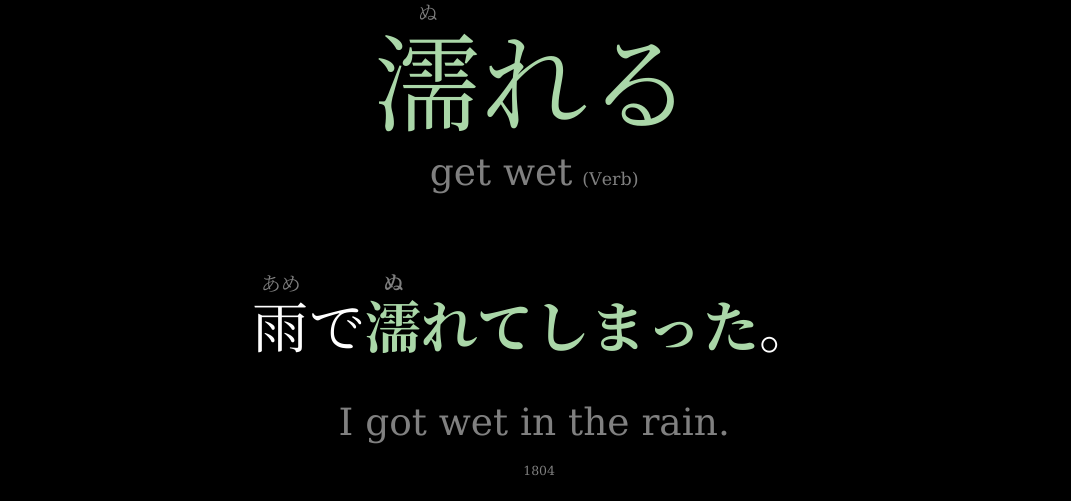 ぬ
濡れる
get wet (Verb)
あめ ぬ
雨で濡れてしまった。
I got wet in the rain.
1804